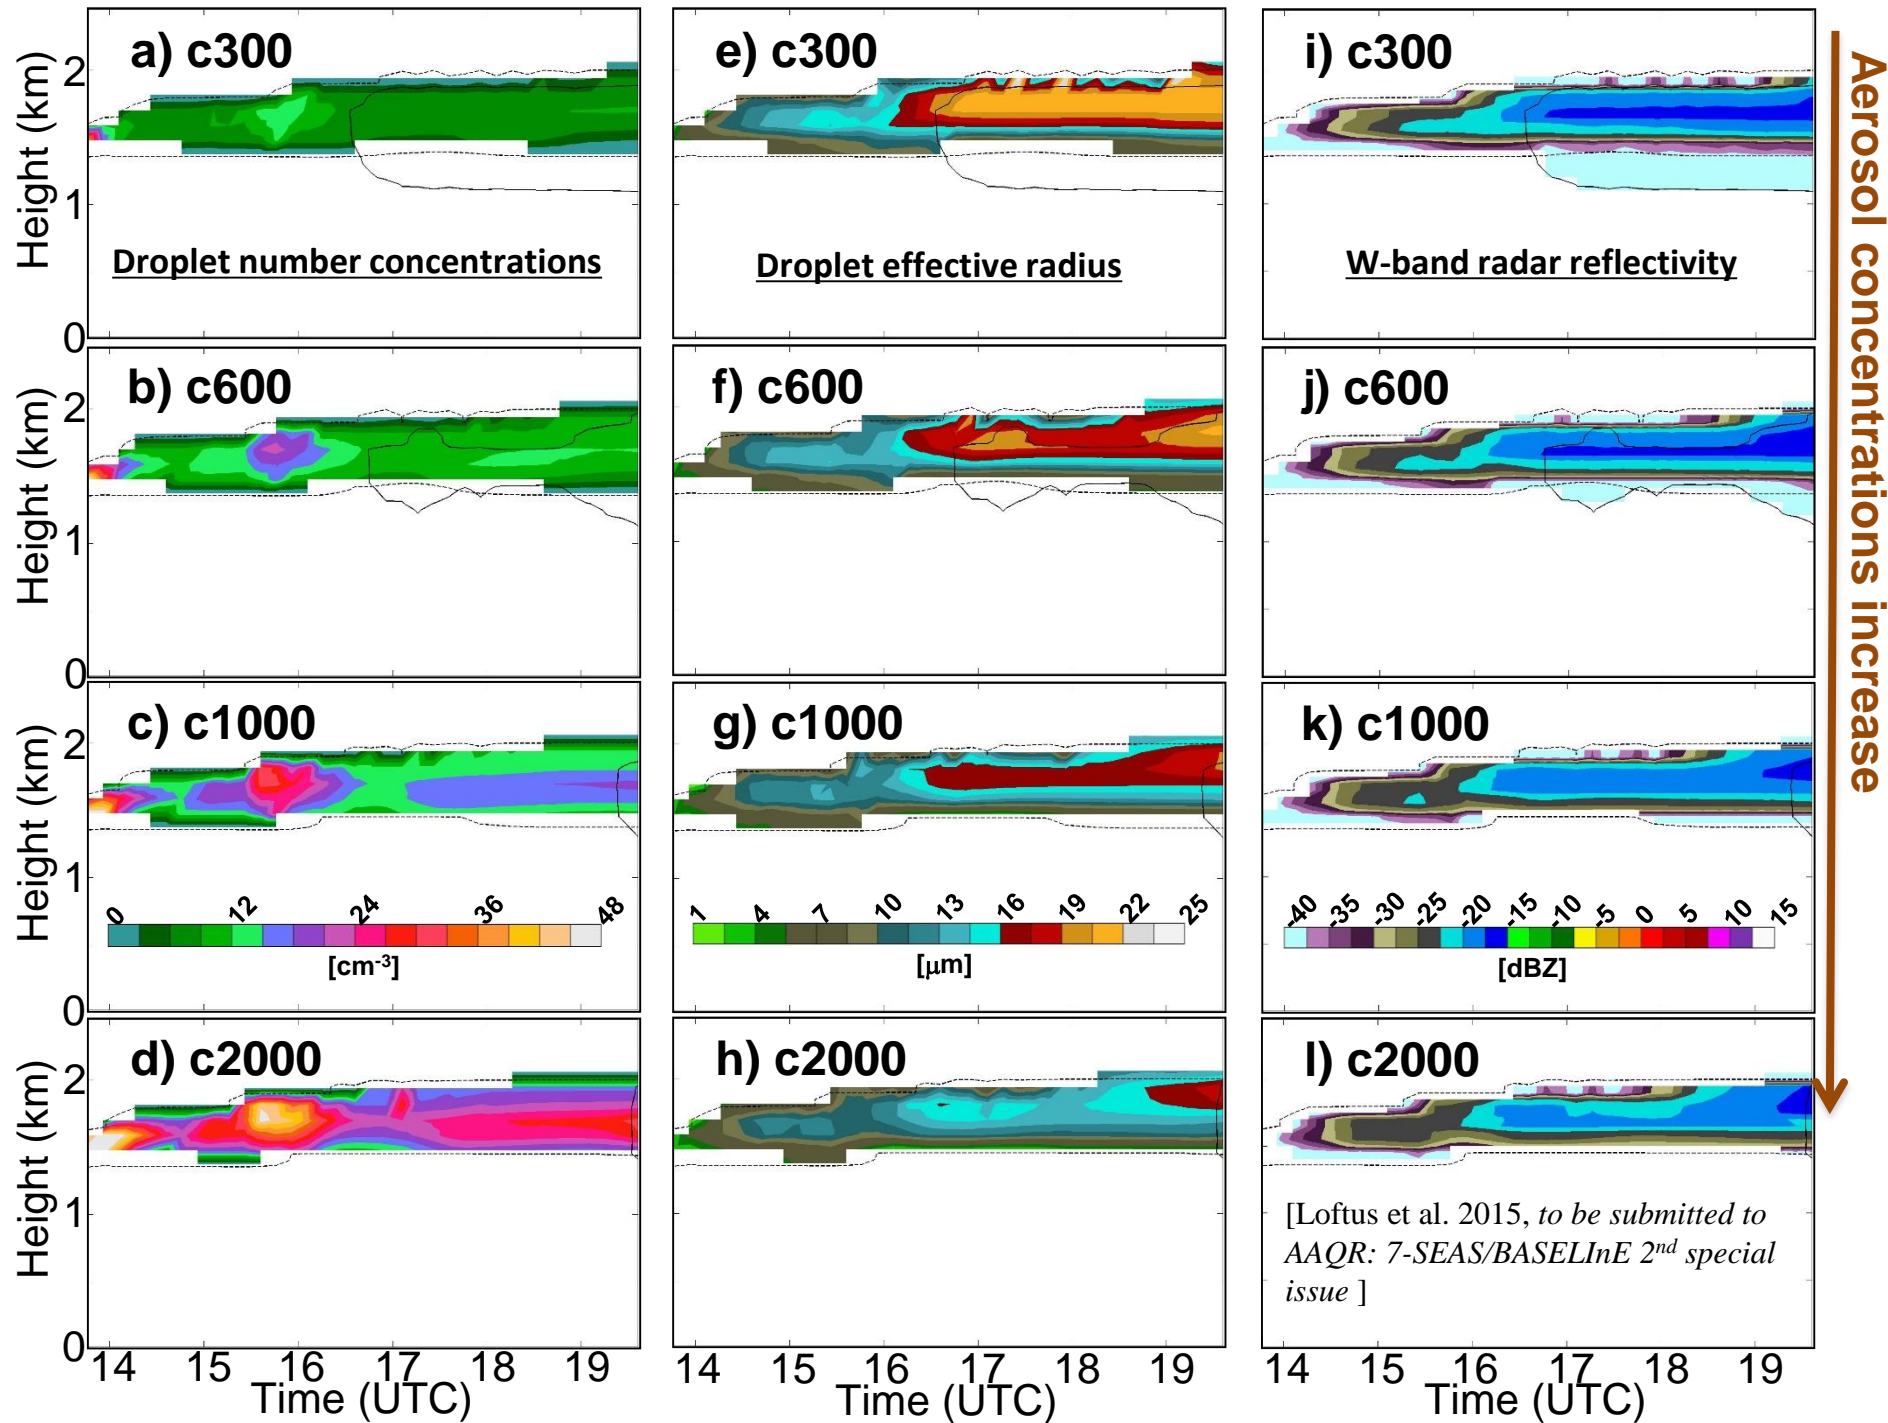 a) c300
e) c300
i) c300
Height (km)
2
1
0
Droplet number concentrations
Droplet effective radius
W-band radar reflectivity
b) c600
f) c600
j) c600
Height (km)
2
1
0
c) c1000
g) c1000
k) c1000
Height (km)
2
1
0
0 12 24 36 48
[cm-3]
1 4 7 10 13 16 19 22 25
[μm]
-40 -35 -30 -25 -20 -15 -10 -5 0 5 10 15
[dBZ]
d) c2000
h) c2000
l) c2000
Height (km)
2
1
0
[Loftus et al. 2015, to be submitted to
AAQR: 7-SEAS/BASELInE 2nd special
issue ]
14 15 16 17 18 19
Time (UTC)
14 15 16 17 18 19
Time (UTC)
14 15 16 17 18 19
Time (UTC)
Aerosol concentrations increase